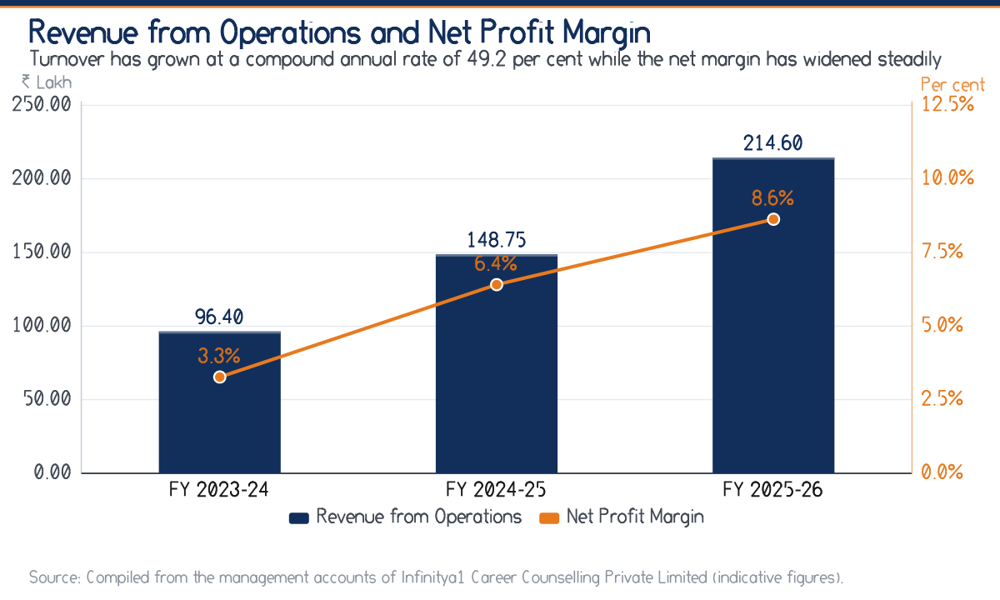 Revenue from Operations and Net Profit Margin
Turnover has grown at a compound annual rate of 49.2 per cent while the net margin has widened steadily
₹ Lakh
Per cent
250.00
12.5%
214.60
200.00
10.0%
8.6%
150.00
148.75
7.5%
6.4%
100.00
96.40
5.0%
3.3%
50.00
2.5%
0.00
0.0%
FY 2023-24 FY 2024-25 FY 2025-26
Revenue from Operations Net Profit Margin
Source: Compiled from the management accounts of Infinitya1 Career Counselling Private Limited (indicative figures).